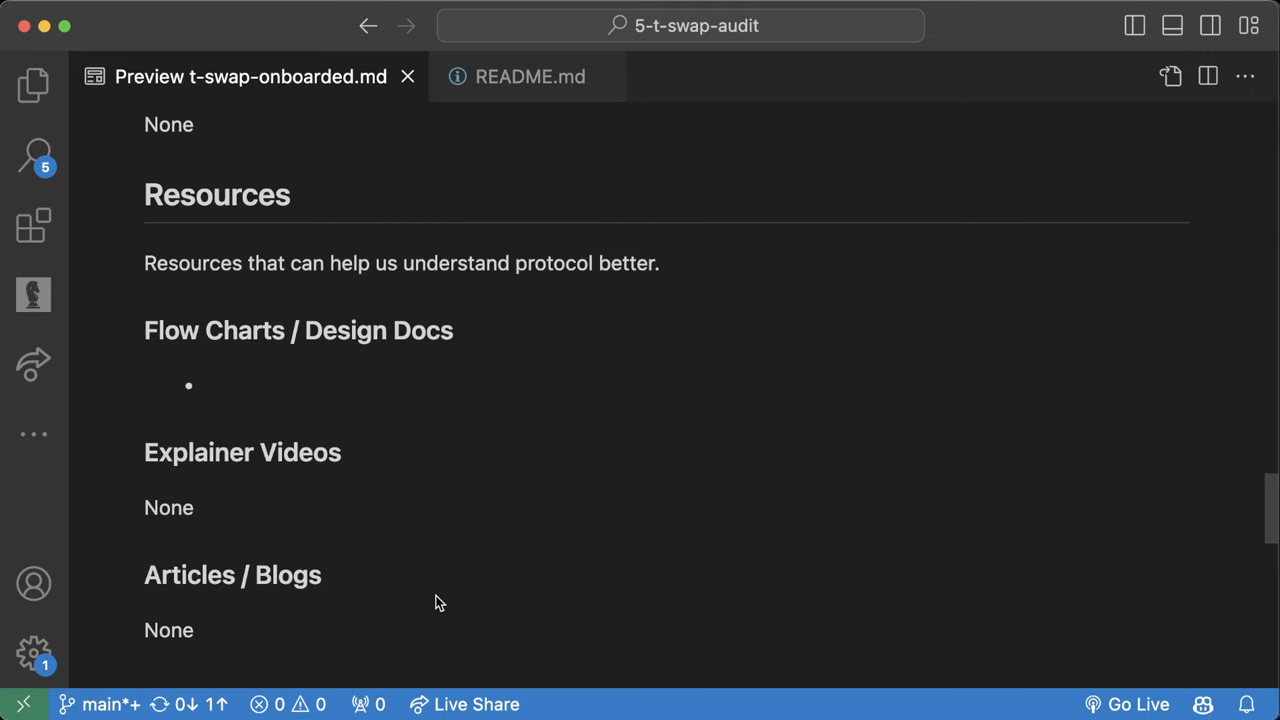 5-t-swap-audit
Preview t-swap-onboarded.md
README.md
None
Resources
Resources that can help us understand protocol better.
Flow Charts / Design Docs
Explainer Videos
None
Articles / Blogs
None
5
1
main*+ 0↓ 1↑ 0 0 0 Live Share Go Live